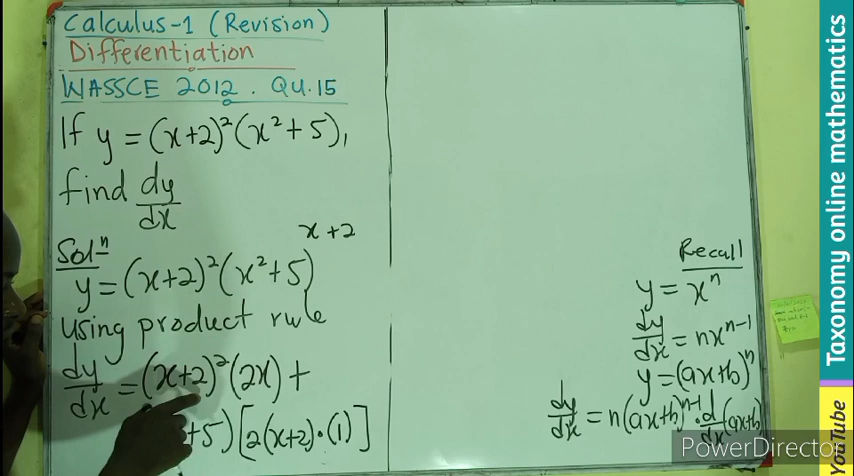 Calculus-1 (Revision)
Differentiation
WASSCE 2012. QU.15
If y = (x+2)²(x²+5),
find dy/dx
Solⁿ
x+2
y = (x+2)²(x²+5)
using product rule
dy/dx = (x+2)²(2x) +
+5)[2(x+2)·(1)]
Recall
y = xⁿ
dy/dx = nxⁿ⁻¹
y = (ax+b)ⁿ
dy/dx = n(ax+b)ⁿ⁻¹·d/dx(ax+b)
PowerDirector
Taxonomy online mathematics
YouTube